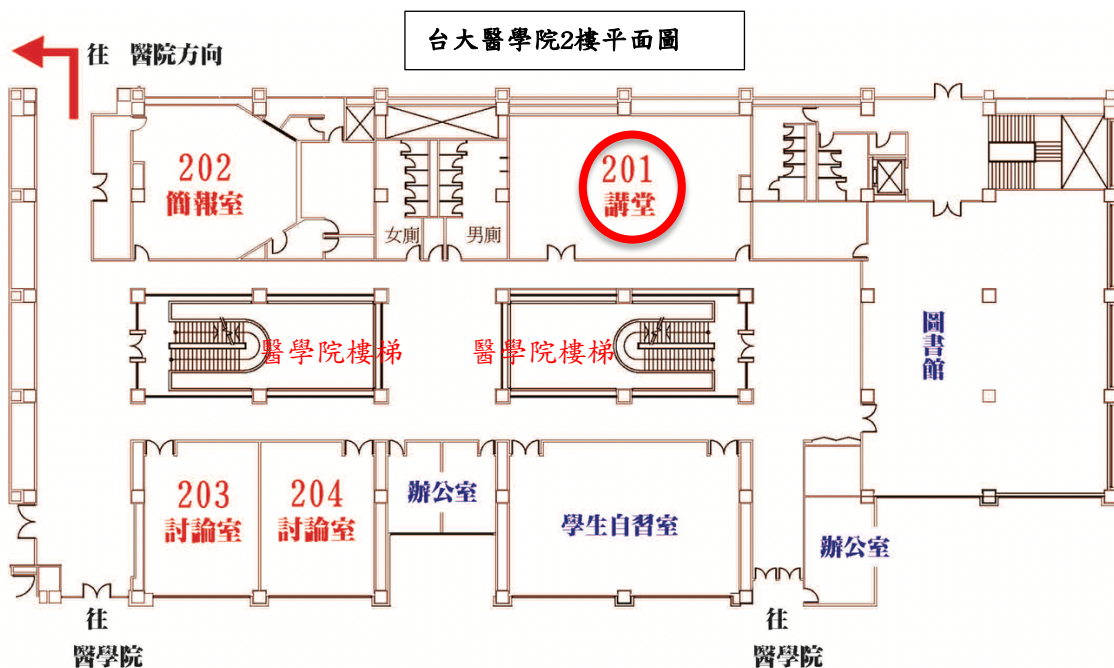 台大醫學院2樓平面圖
往 醫院方向
202
簡報室
201
講堂
女廁
男廁
圖書館
醫學院樓梯
醫學院樓梯
203
討論室
204
討論室
辦公室
學生自習室
辦公室
往
醫學院
往
醫學院